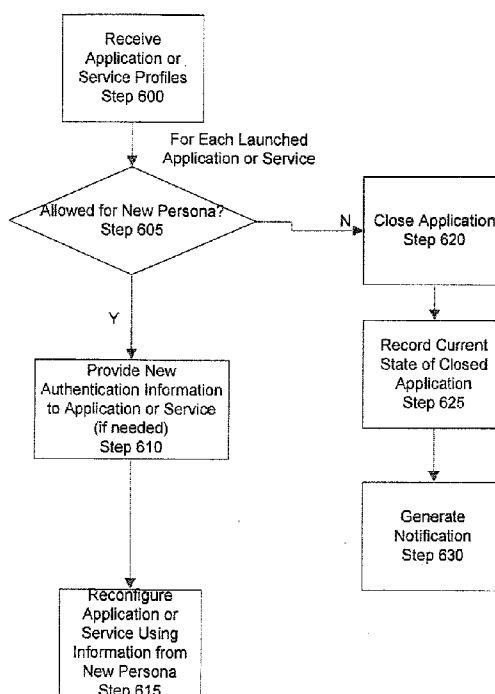 Receive
Application or
Service Profiles
Step 600
For Each Launched
Application or Service
Allowed for New Persona?
Step 605
N
Close Application
Step 620
Y
Record Current
State of Closed
Application
Step 625
Provide New
Authentication Information
to Application or Service
(if needed)
Step 610
Generate
Notification
Step 630
Reconfigure
Application or
Service Using
Information from
New Persona
Step 615